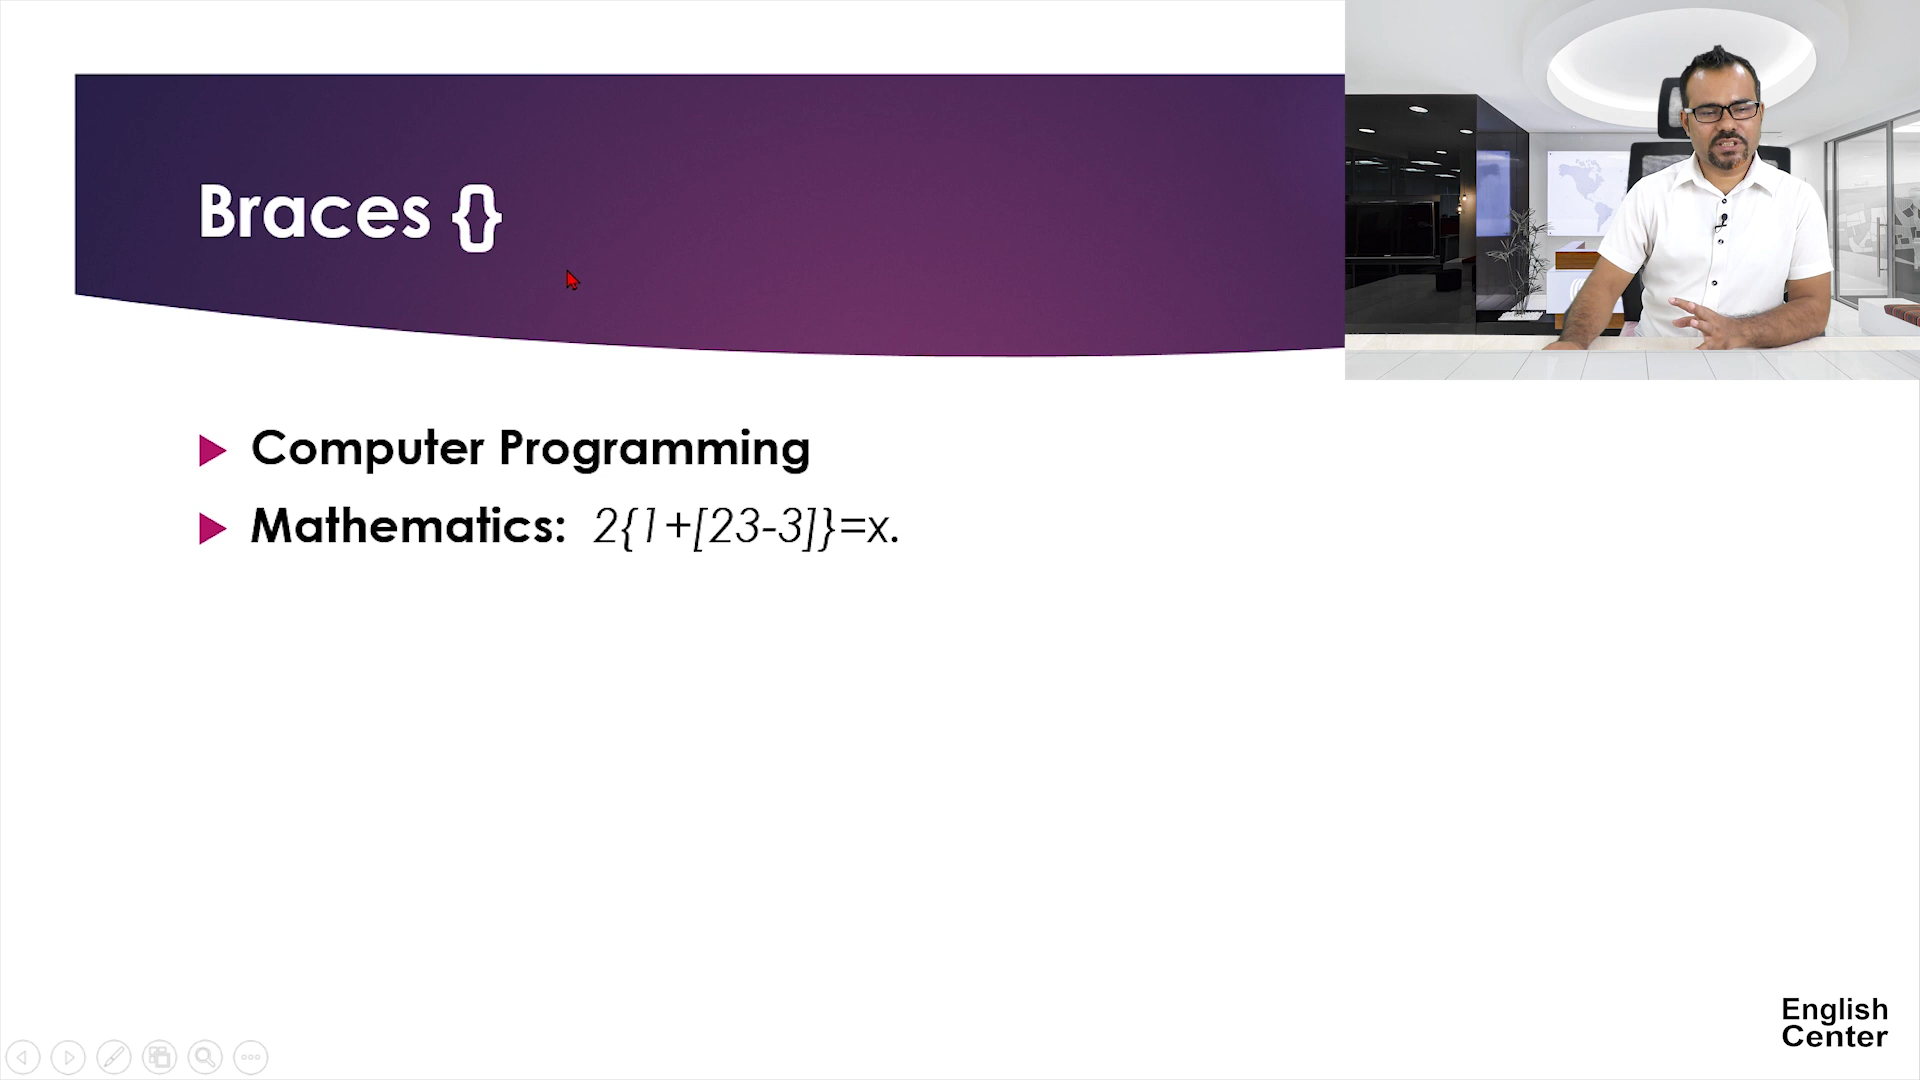 Braces {}
Computer Programming
Mathematics: 2{1+[23-3]}=x.
English
Center